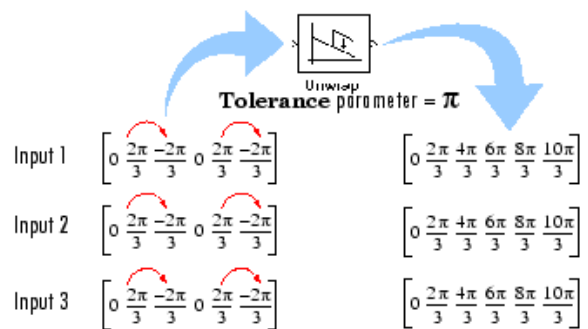 Unwrap
Tolerance parameter = π
Input 1 [0 2π/3 -2π/3 0 2π/3 -2π/3] [0 2π/3 4π/3 6π/3 8π/3 10π/3]
Input 2 [0 2π/3 -2π/3 0 2π/3 -2π/3] [0 2π/3 4π/3 6π/3 8π/3 10π/3]
Input 3 [0 2π/3 -2π/3 0 2π/3 -2π/3] [0 2π/3 4π/3 6π/3 8π/3 10π/3]